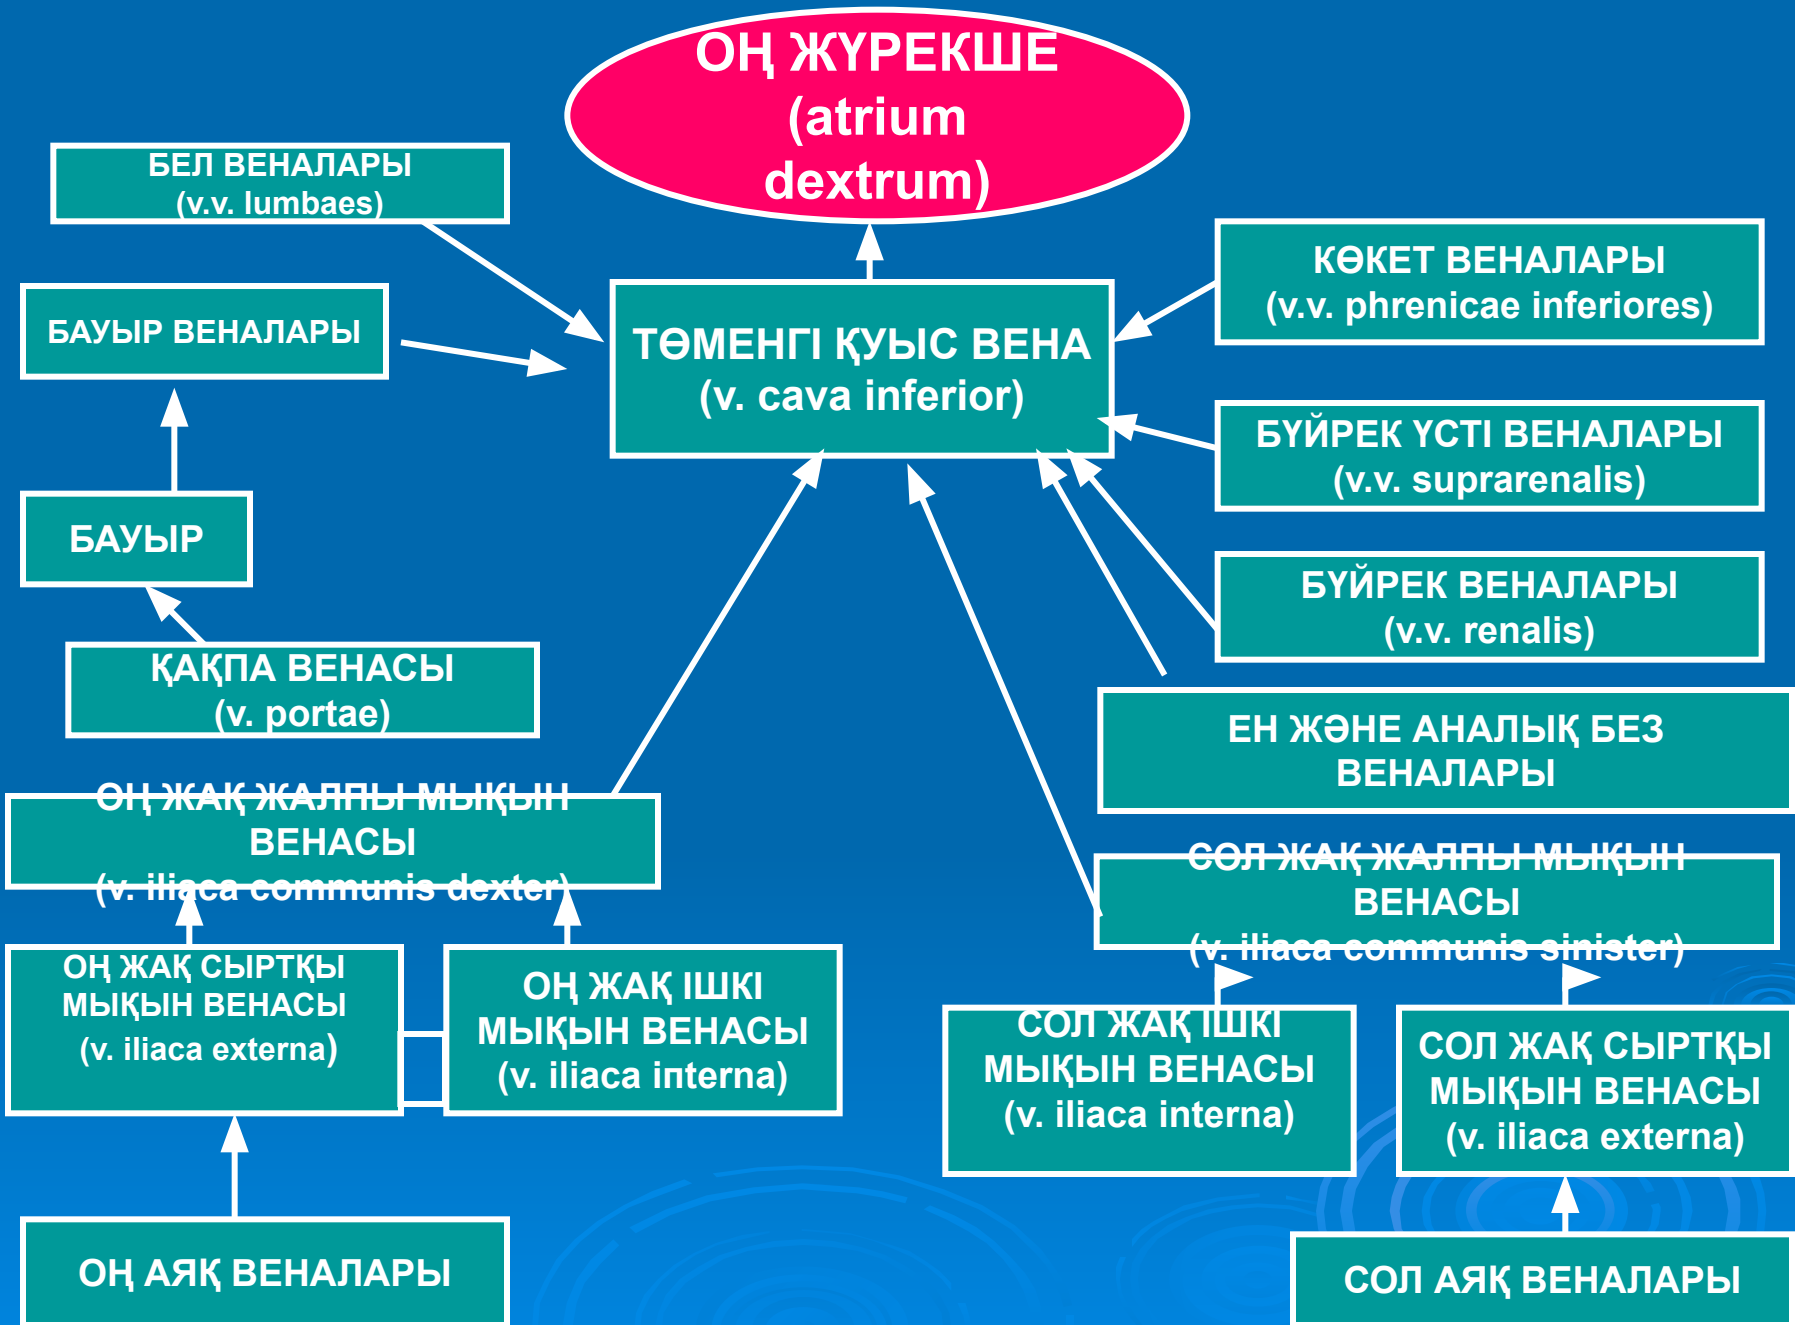 ОҢ ЖҮРЕКШЕ
(atrium
dextrum)
БЕЛ ВЕНАЛАРЫ
(v.v. lumbaes)
КӨКЕТ ВЕНАЛАРЫ
(v.v. phrenicae inferiores)
БАУЫР ВЕНАЛАРЫ
ТӨМЕНГІ ҚУЫС ВЕНА
(v. cava inferior)
БҮЙРЕК ҮСТІ ВЕНАЛАРЫ
(v.v. suprarenalis)
БАУЫР
БҮЙРЕК ВЕНАЛАРЫ
(v.v. renalis)
ҚАҚПА ВЕНАСЫ
(v. portae)
ЕН ЖӘНЕ АНАЛЫҚ БЕЗ
ВЕНАЛАРЫ
ОҢ ЖАҚ ЖАЛПЫ МЫҚЫН
ВЕНАСЫ
(v. iliaca communis dexter)
СОЛ ЖАҚ ЖАЛПЫ МЫҚЫН
ВЕНАСЫ
(v. iliaca communis sinister)
ОҢ ЖАҚ СЫРТҚЫ
МЫҚЫН ВЕНАСЫ
(v. iliaca externa)
ОҢ ЖАҚ ІШКІ
МЫҚЫН ВЕНАСЫ
(v. iliaca iпterna)
СОЛ ЖАҚ ІШКІ
МЫҚЫН ВЕНАСЫ
(v. iliaca interna)
СОЛ ЖАҚ СЫРТҚЫ
МЫҚЫН ВЕНАСЫ
(v. iliaca externa)
ОҢ АЯҚ ВЕНАЛАРЫ
СОЛ АЯҚ ВЕНАЛАРЫ